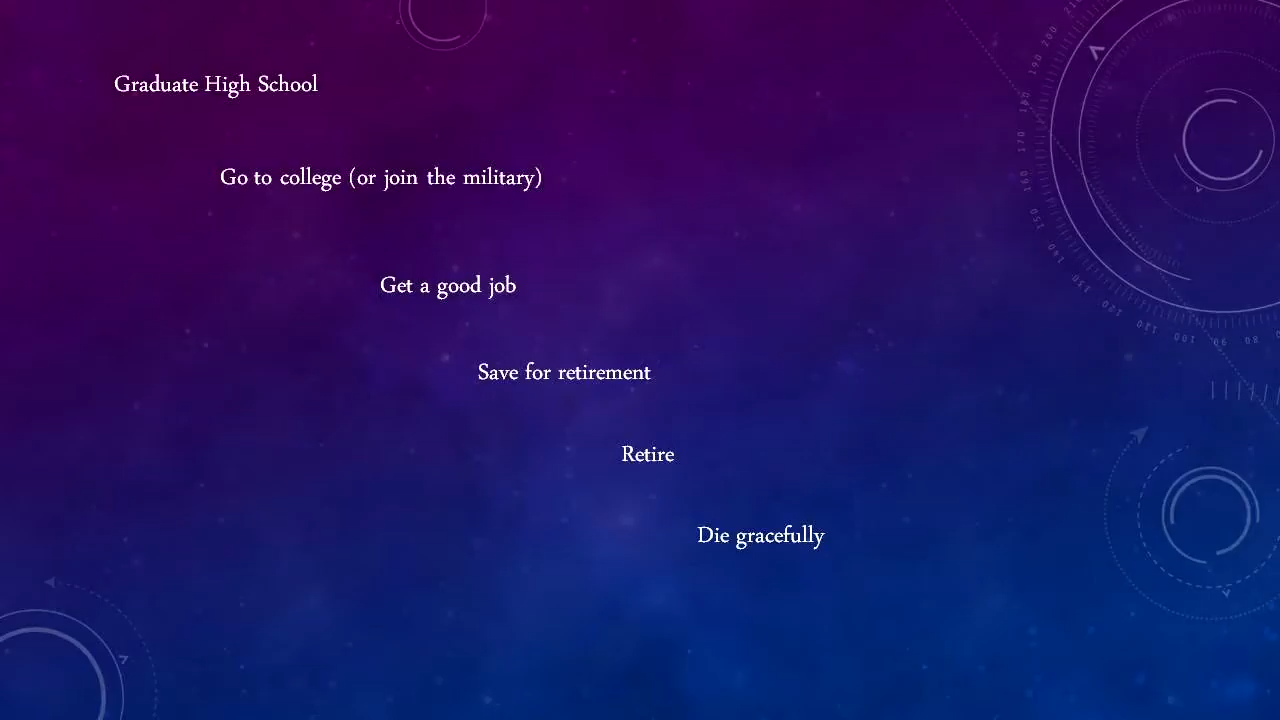 Graduate High School
Go to college (or join the military)
Get a good job
Save for retirement
Retire
Die gracefully